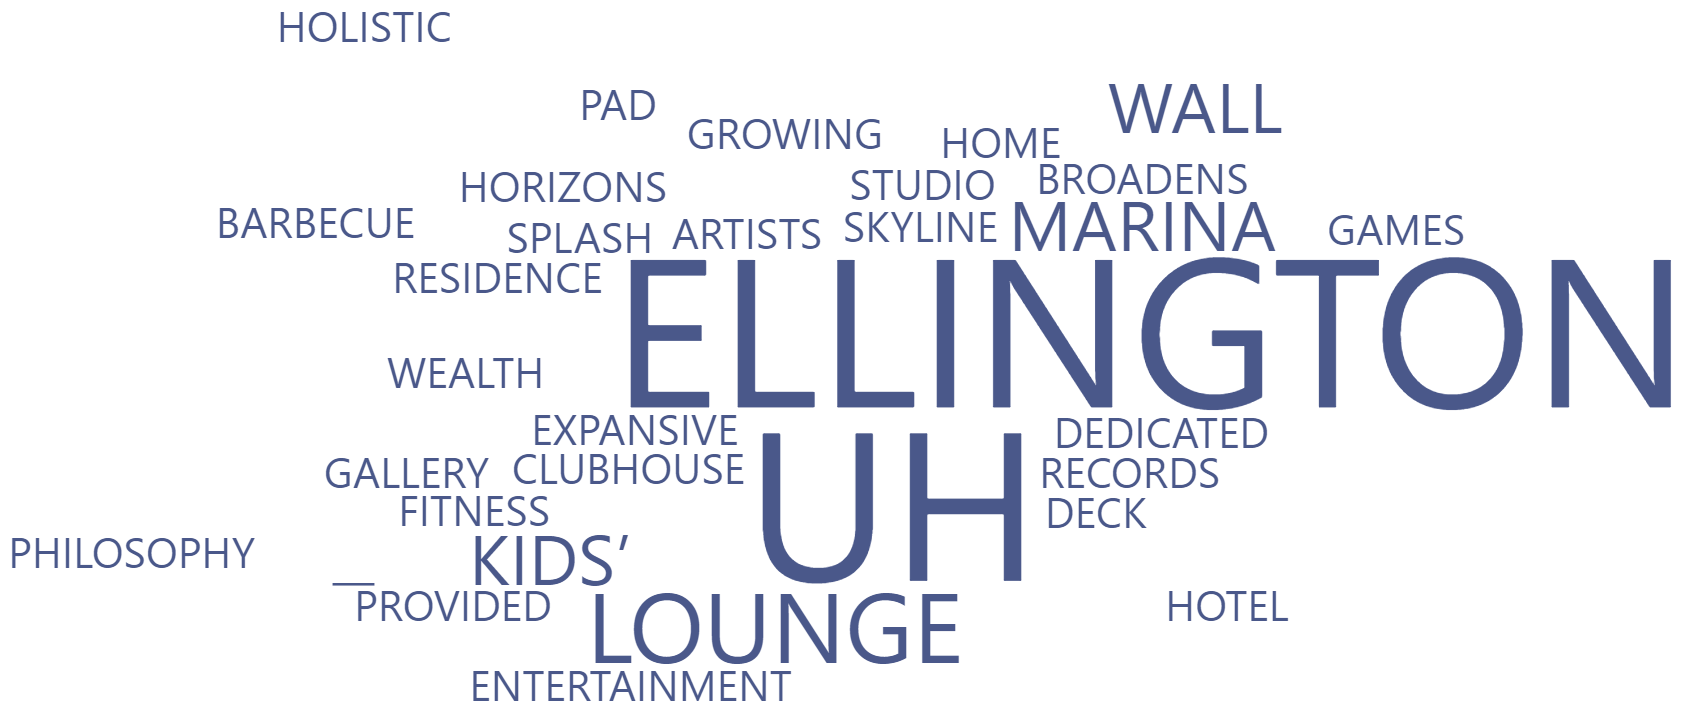 HOLISTIC
PAD
WALL
GROWING
HOME
HORIZONS
STUDIO
BROADENS
BARBECUE
SPLASH
ARTISTS
SKYLINE
MARINA
GAMES
RESIDENCE
ELLINGTON
WEALTH
EXPANSIVE
DEDICATED
GALLERY
CLUBHOUSE
UH
RECORDS
FITNESS
DECK
PHILOSOPHY
__
KIDS’
PROVIDED
LOUNGE
HOTEL
ENTERTAINMENT